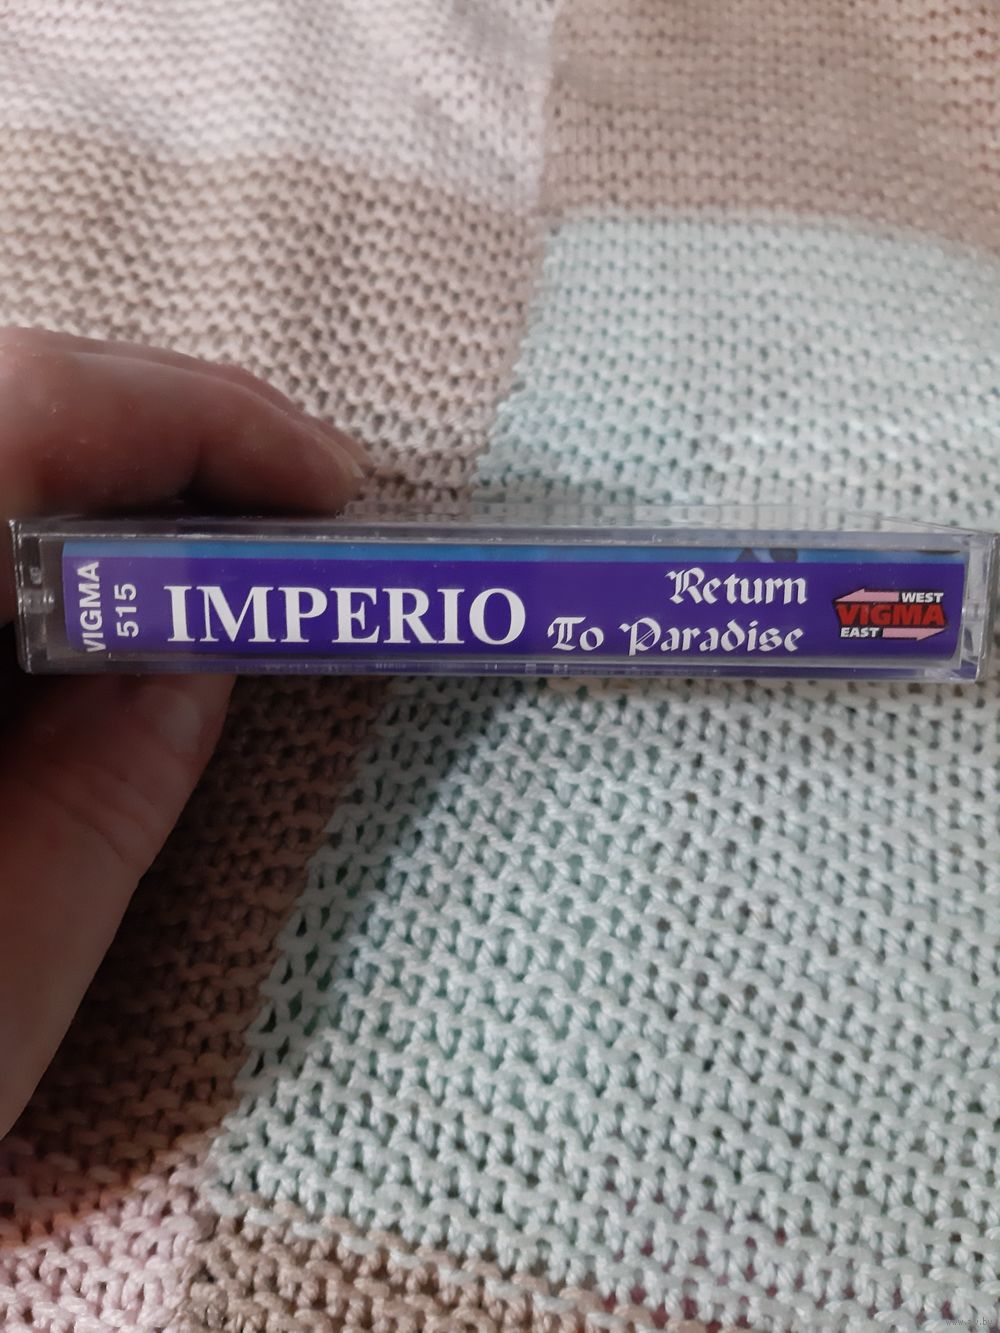 VIGMA
515
IMPERIO
Return
To Paradise
WEST
VIGMA
EAST